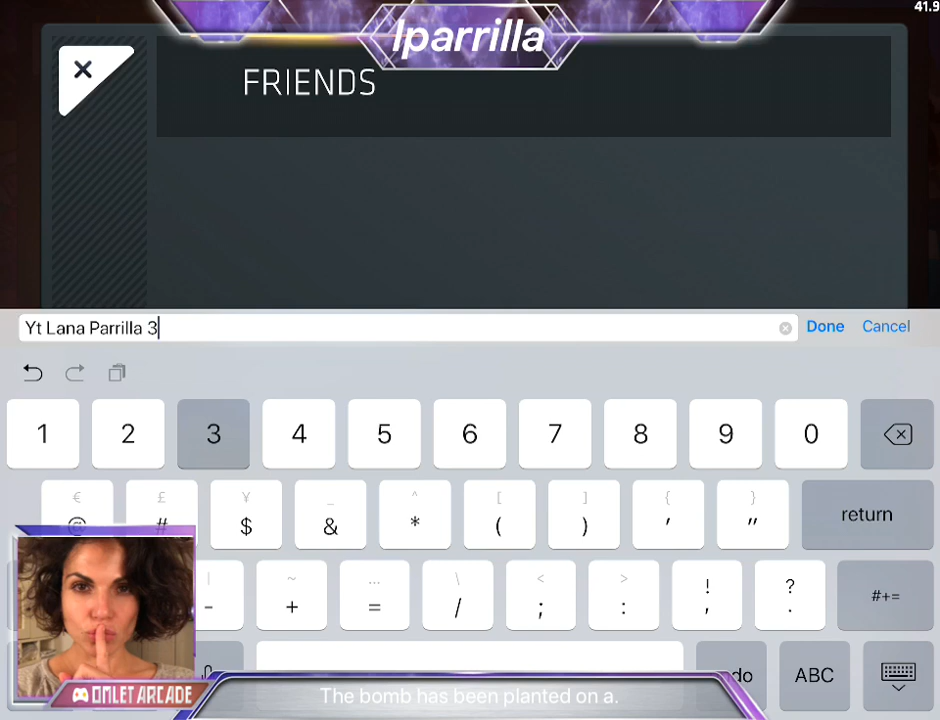 41.9
lparrilla
FRIENDS
Yt Lana Parrilla 3
Done
Cancel
1 2 3 4 5 6 7 8 9 0
€ £ ¥ _ ^ [ ] { }
@ # $ & * ( ) ' "
return
| ~ … \ < > ! ?
- + = / ; : , .
#+=
do
ABC
OMLET ARCADE
The bomb has been planted on a.